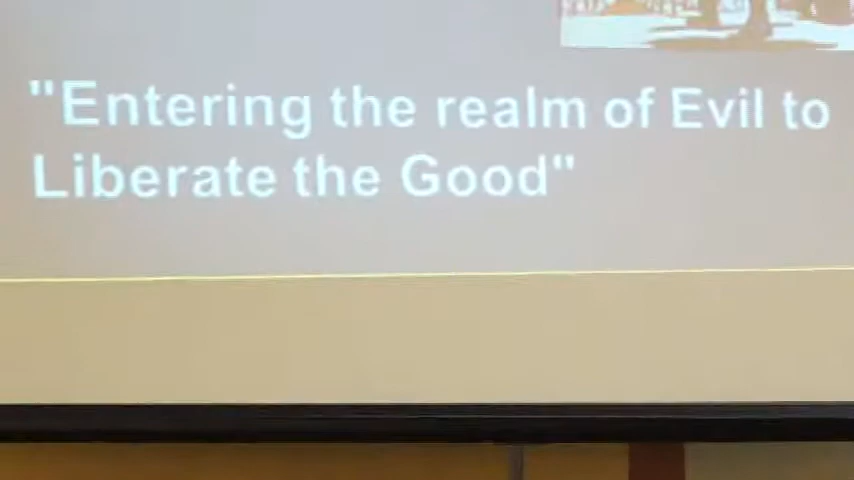 "Entering the realm of Evil to
Liberate the Good"